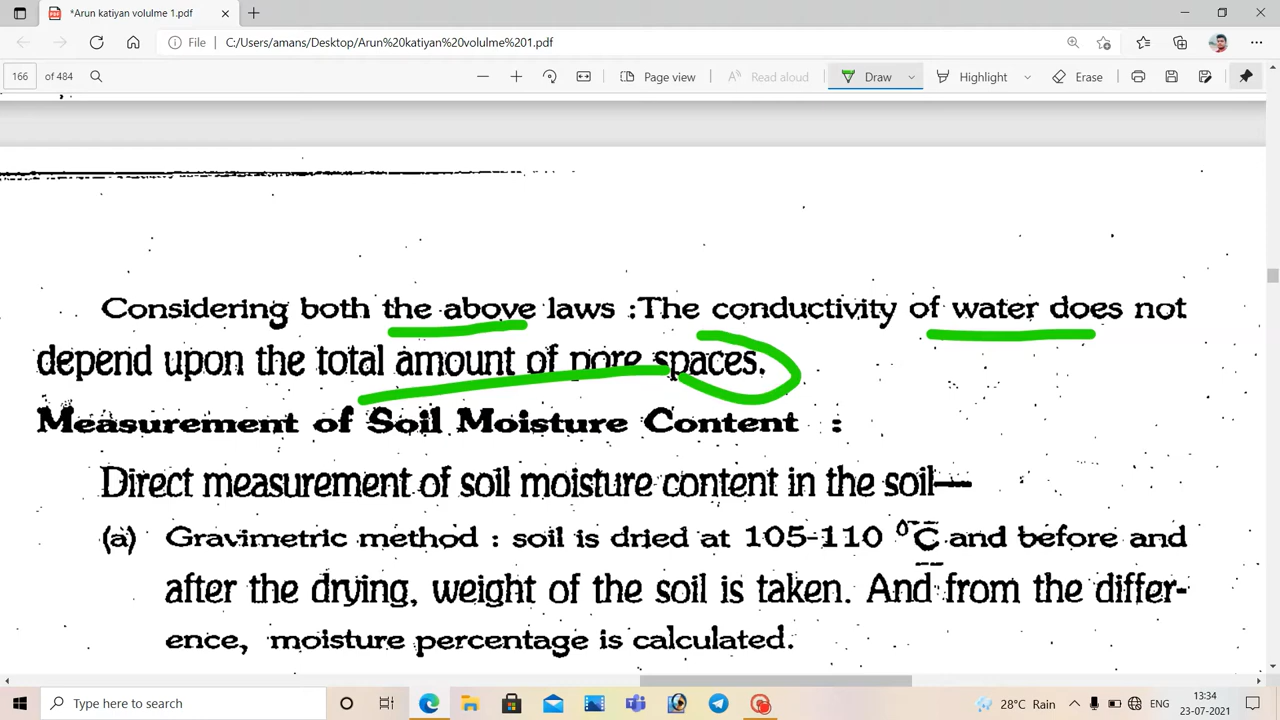 *Arun katiyan volulme 1.pdf
File C:/Users/amans/Desktop/Arun%20katiyan%20volulme%201.pdf
166 of 484 Page view Read aloud Draw Highlight Erase
Considering both the above laws :The conductivity of water does not
depend upon the total amount of pore spaces.
Measurement of Soil Moisture Content :
Direct measurement of soil moisture content in the soil—
(a) Gravimetric method : soil is dried at 105-110 ⁰C and before and
after the drying, weight of the soil is taken. And from the differ-
ence, moisture percentage is calculated.
Type here to search 28°C Rain ENG 13:34
23-07-2021